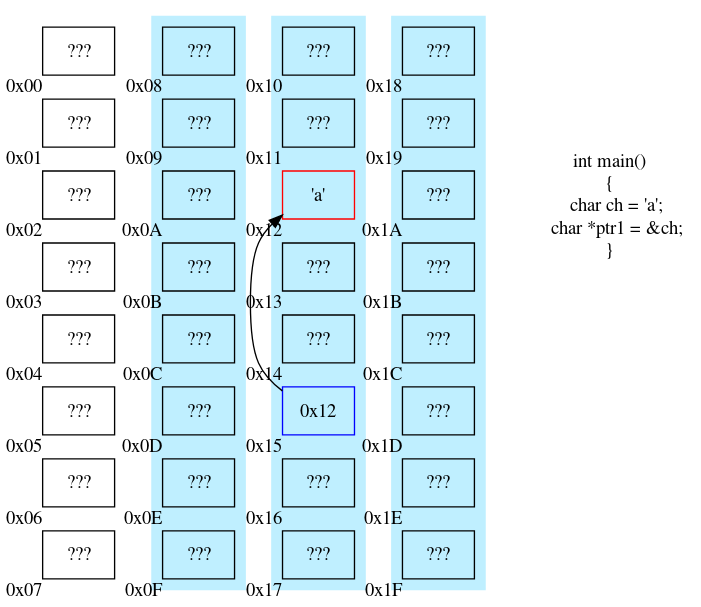 ??? ??? ??? ???
0x00 0x08 0x10 0x18
??? ??? ??? ???
0x01 0x09 0x11 0x19
??? ??? 'a' ???
0x02 0x0A 0x12 0x1A
??? ??? ??? ???
0x03 0x0B 0x13 0x1B
??? ??? ??? ???
0x04 0x0C 0x14 0x1C
??? ??? 0x12 ???
0x05 0x0D 0x15 0x1D
??? ??? ??? ???
0x06 0x0E 0x16 0x1E
??? ??? ??? ???
0x07 0x0F 0x17 0x1F
int main()
{
char ch = 'a';
char *ptr1 = &ch;
}